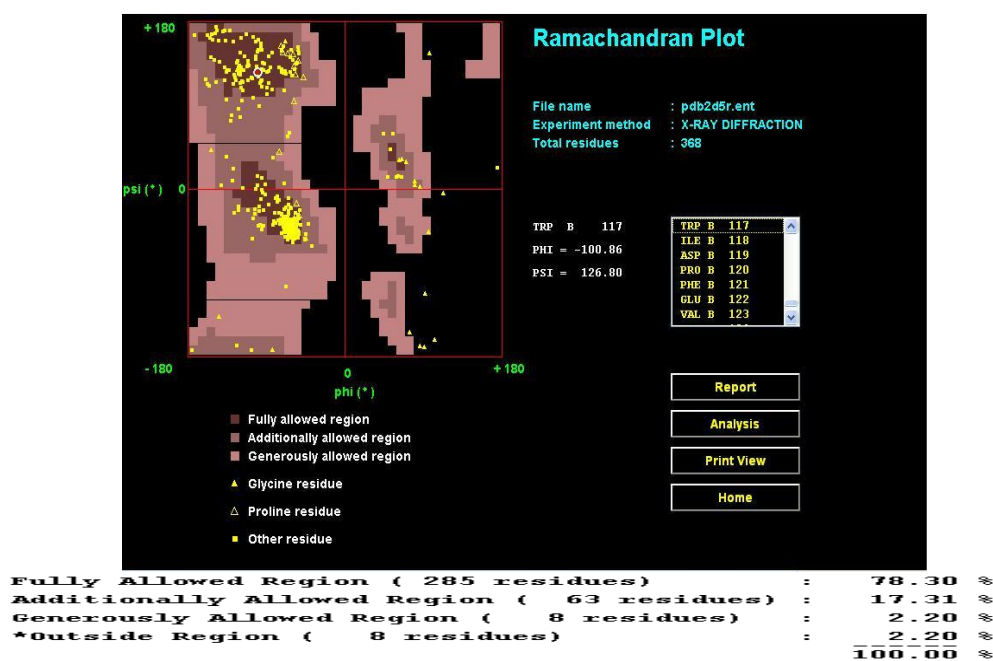 Ramachandran Plot
File name : pdb2d5r.ent
Experiment method : X-RAY DIFFRACTION
Total residues : 368
+ 180
psi (*) 0
- 180
0
+ 180
phi (*)
TRP B 117
PHI = -100.86
PSI = 126.80
TRP B 117
ILE B 118
ASP B 119
PRO B 120
PHE B 121
GLU B 122
VAL B 123
Report
Analysis
Print View
Home
Fully allowed region
Additionally allowed region
Generously allowed region
Glycine residue
Proline residue
Other residue
Fully Allowed Region ( 285 residues) : 78.30 %
Additionally Allowed Region ( 63 residues) : 17.31 %
Generously Allowed Region ( 8 residues) : 2.20 %
*Outside Region ( 8 residues) : 2.20 %
100.00 %